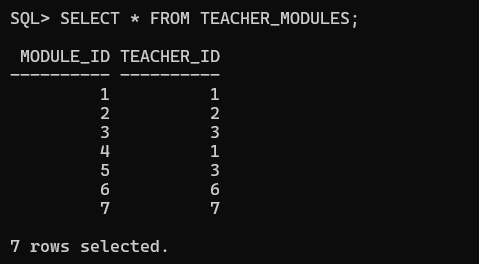 SQL> SELECT * FROM TEACHER_MODULES;
MODULE_ID TEACHER_ID
---------- ----------
1 1
2 2
3 3
4 1
5 3
6 6
7 7
7 rows selected.